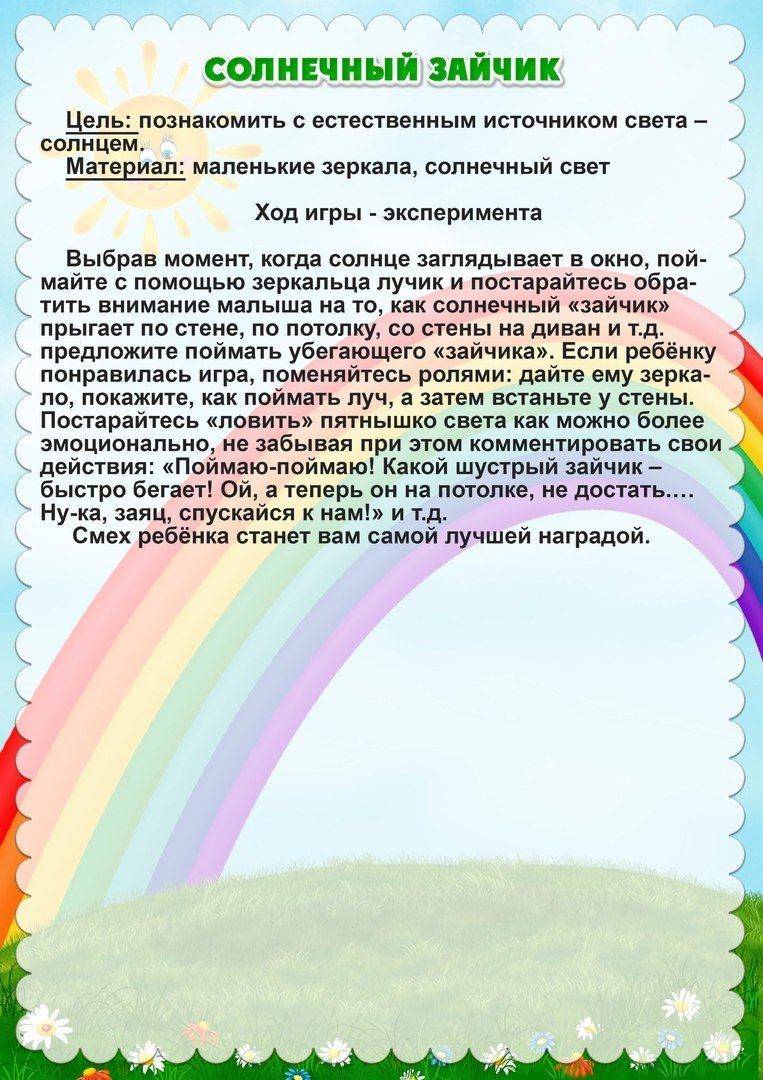 СОЛНЕЧНЫЙ ЗАЙЧИК
Цель: познакомить с естественным источником света –
солнцем.
Материал: маленькие зеркала, солнечный свет
Ход игры - эксперимента
Выбрав момент, когда солнце заглядывает в окно, пой-
майте с помощью зеркальца лучик и постарайтесь обра-
тить внимание малыша на то, как солнечный «зайчик»
прыгает по стене, по потолку, со стены на диван и т.д.
предложите поймать убегающего «зайчика». Если ребёнку
понравилась игра, поменяйтесь ролями: дайте ему зерка-
ло, покажите, как поймать луч, а затем встаньте у стены.
Постарайтесь «ловить» пятнышко света как можно более
эмоционально, не забывая при этом комментировать свои
действия: «Поймаю-поймаю! Какой шустрый зайчик –
быстро бегает! Ой, а теперь он на потолке, не достать….
Ну-ка, заяц, спускайся к нам!» и т.д.
Смех ребёнка станет вам самой лучшей наградой.